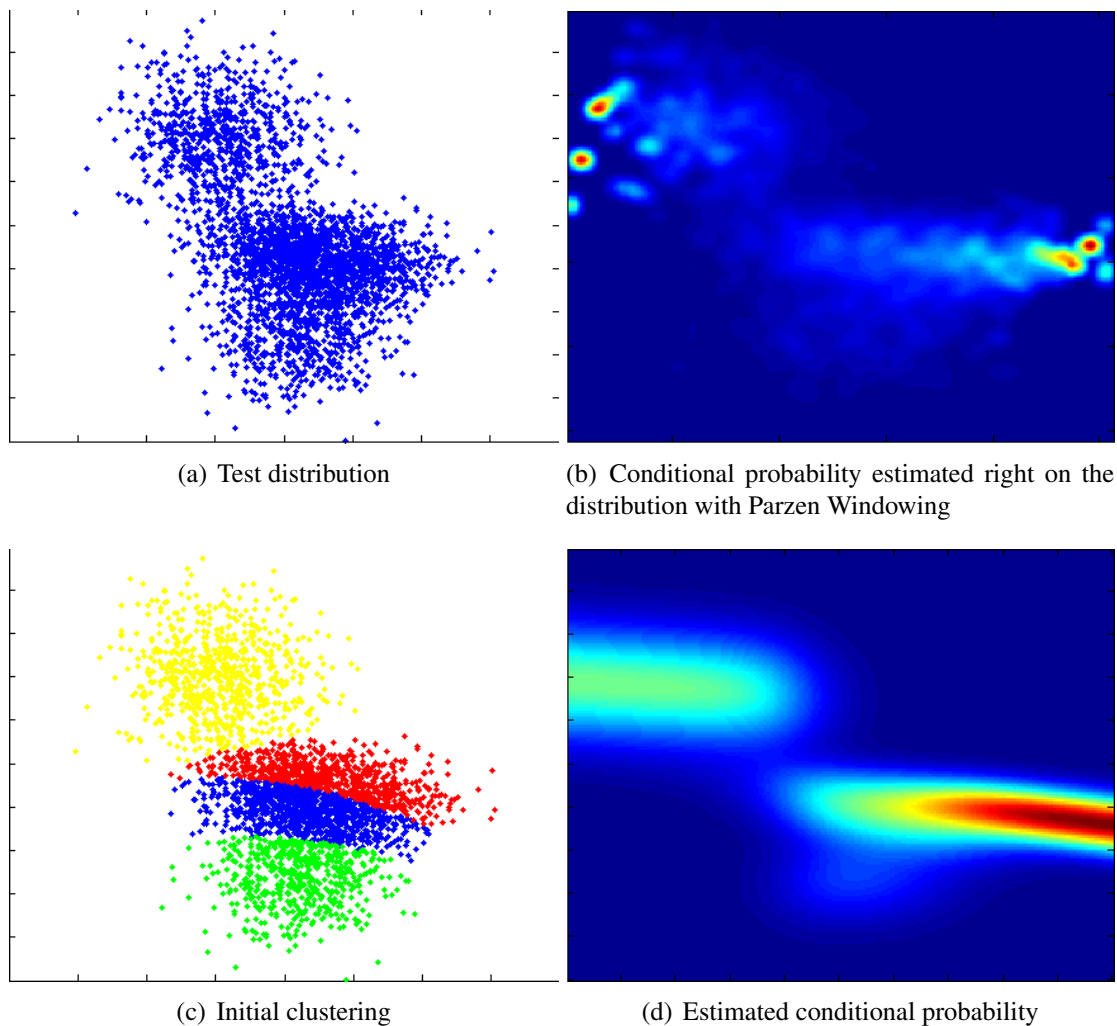 (a) Test distribution
(b) Conditional probability estimated right on the
distribution with Parzen Windowing
(c) Initial clustering
(d) Estimated conditional probability